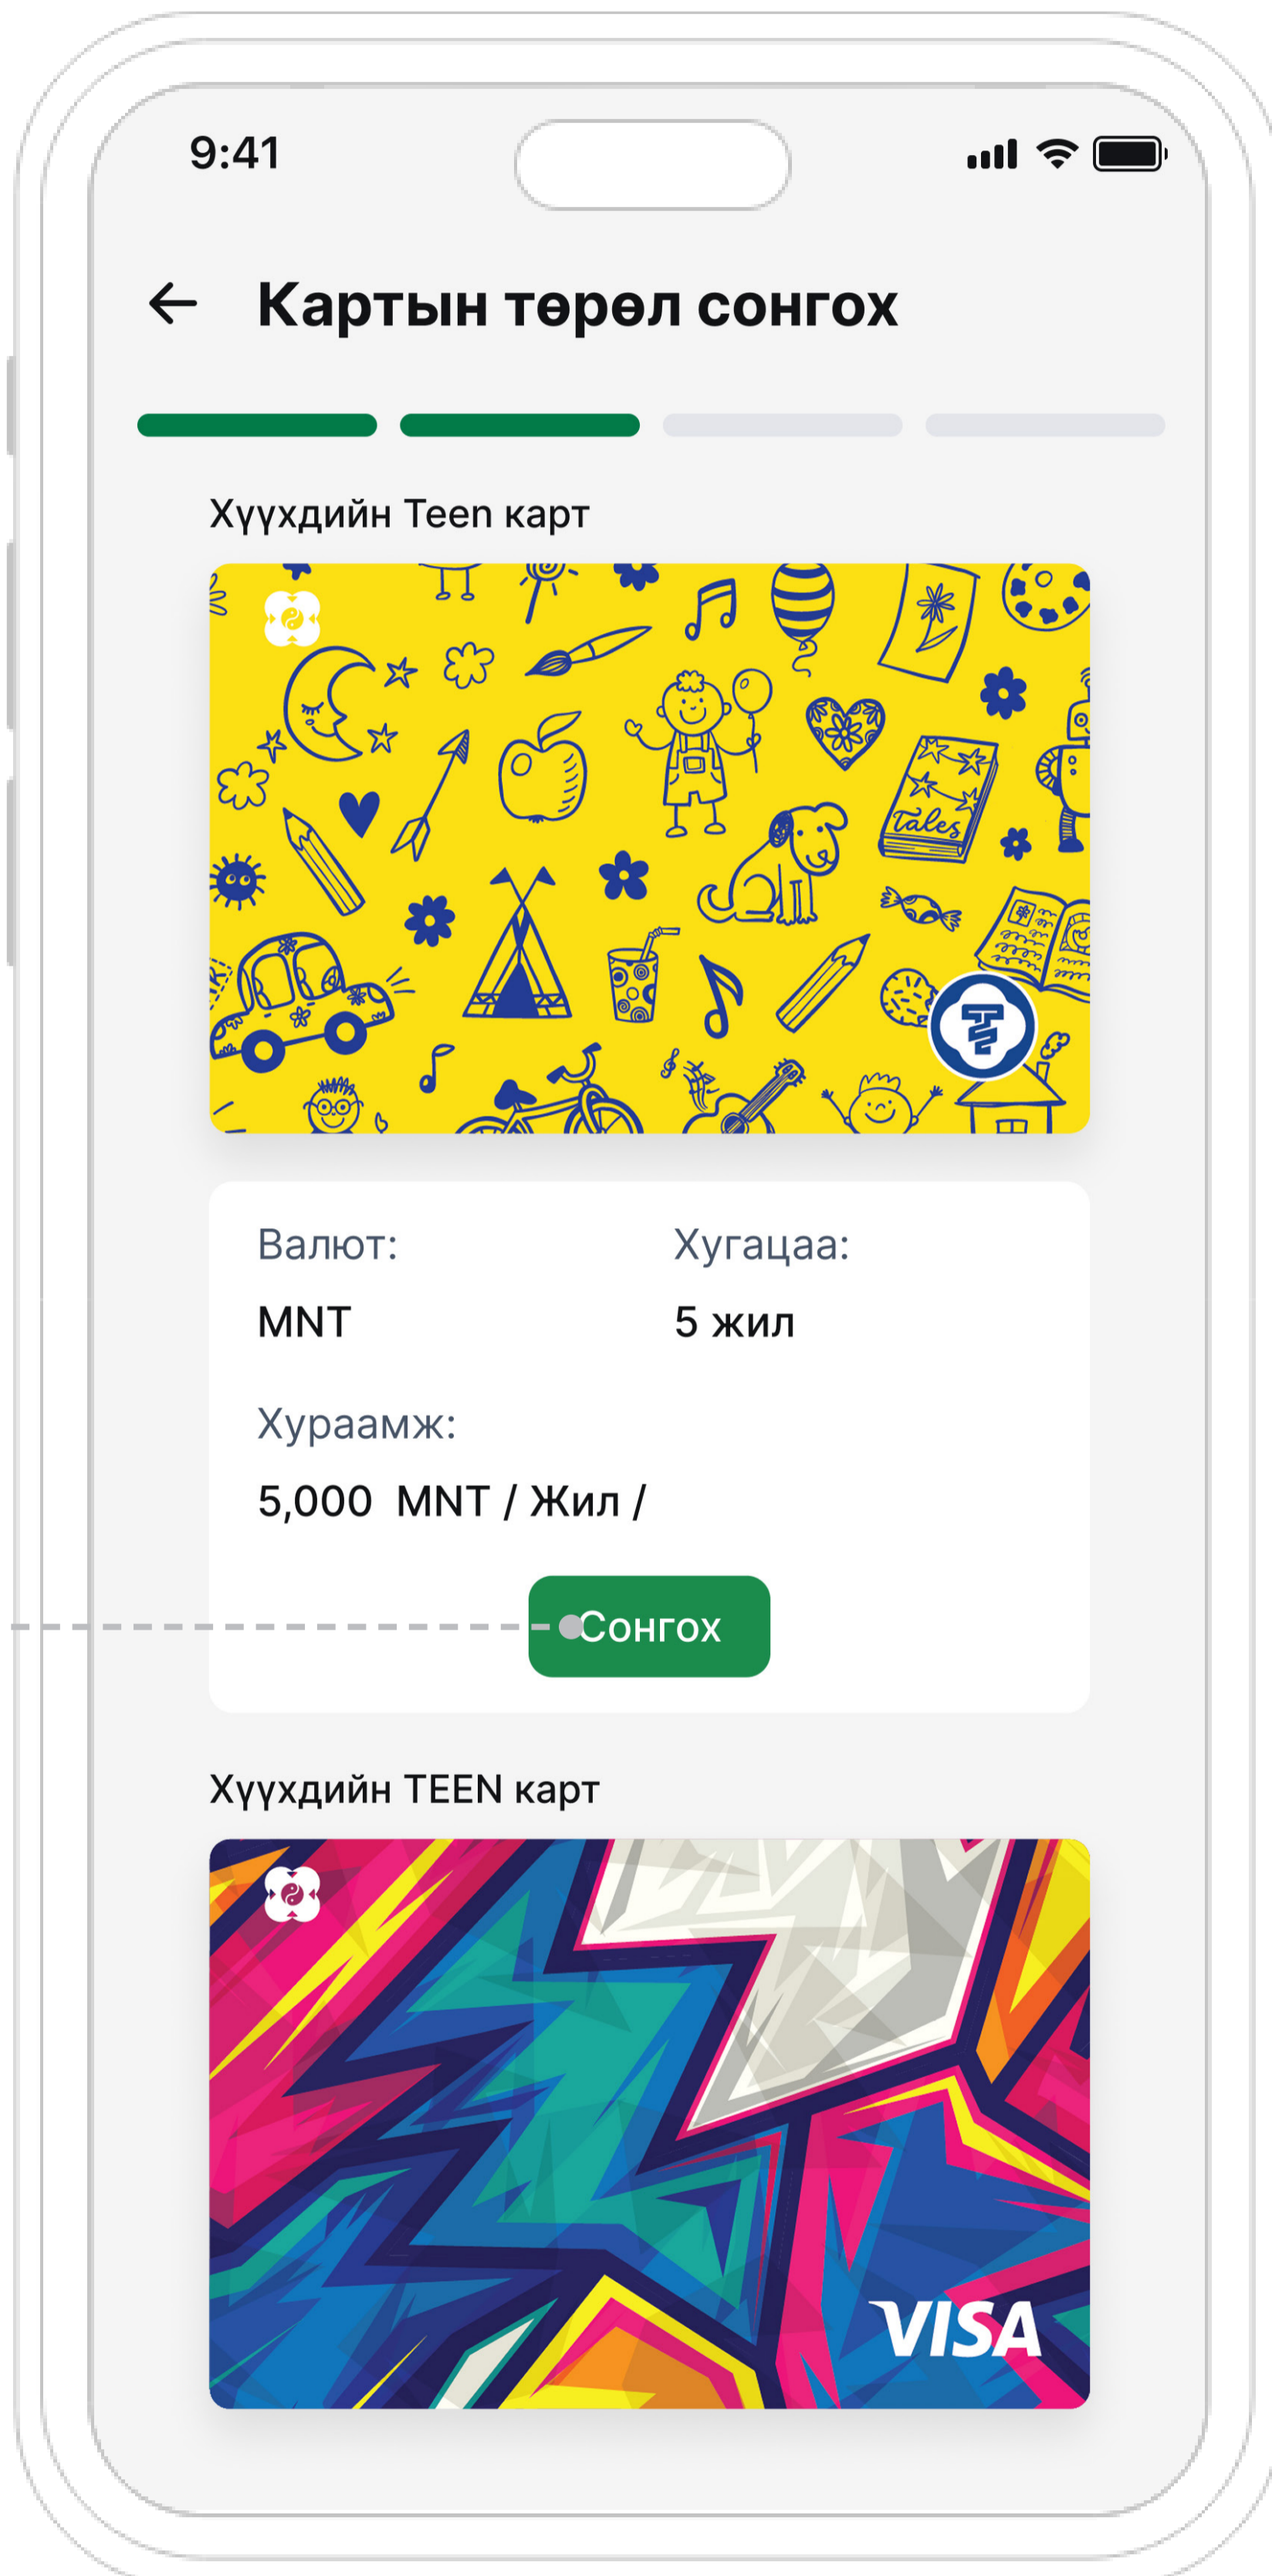 9:41
Картын төрөл сонгох
Хүүхдийн Teen карт
Tales
Валют:
Хугацаа:
MNT
5 жил
Хураамж:
5,000 MNT / Жил /
Сонгох
Хүүхдийн TEEN карт
VISA